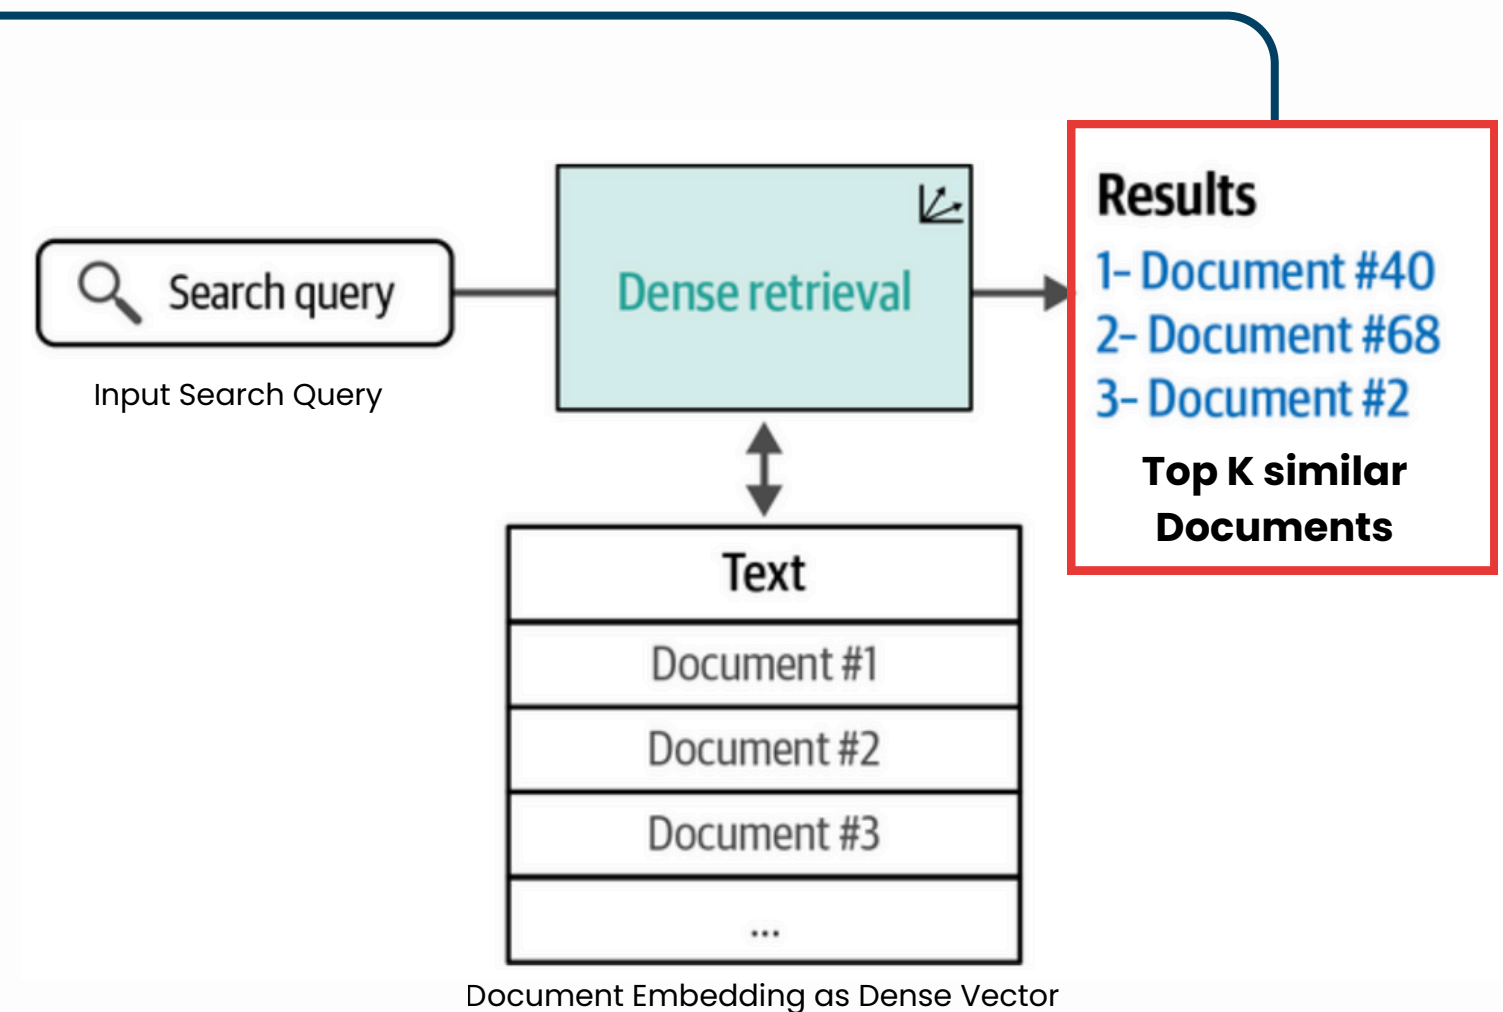 Search query
Input Search Query
Dense retrieval
Results
1- Document #40
2- Document #68
3- Document #2
Top K similar
Documents
Text
Document #1
Document #2
Document #3
...
Document Embedding as Dense Vector